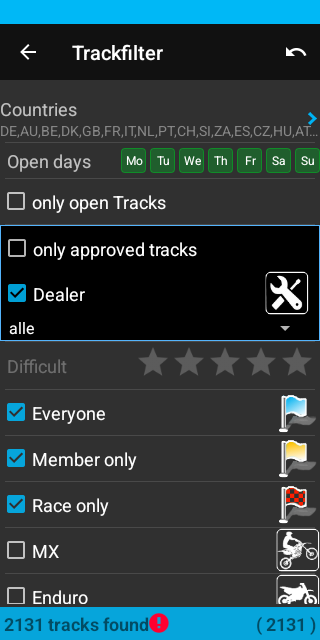 Trackfilter
Countries
DE,AU,BE,DK,GB,FR,IT,NL,PT,CH,SI,ZA,ES,CZ,HU,AT...
Open days Mo Tu We Th Fr Sa Su
only open Tracks
only approved tracks
Dealer
alle
Difficult
Everyone
Member only
Race only
MX
Enduro
2131 tracks found! ( 2131 )